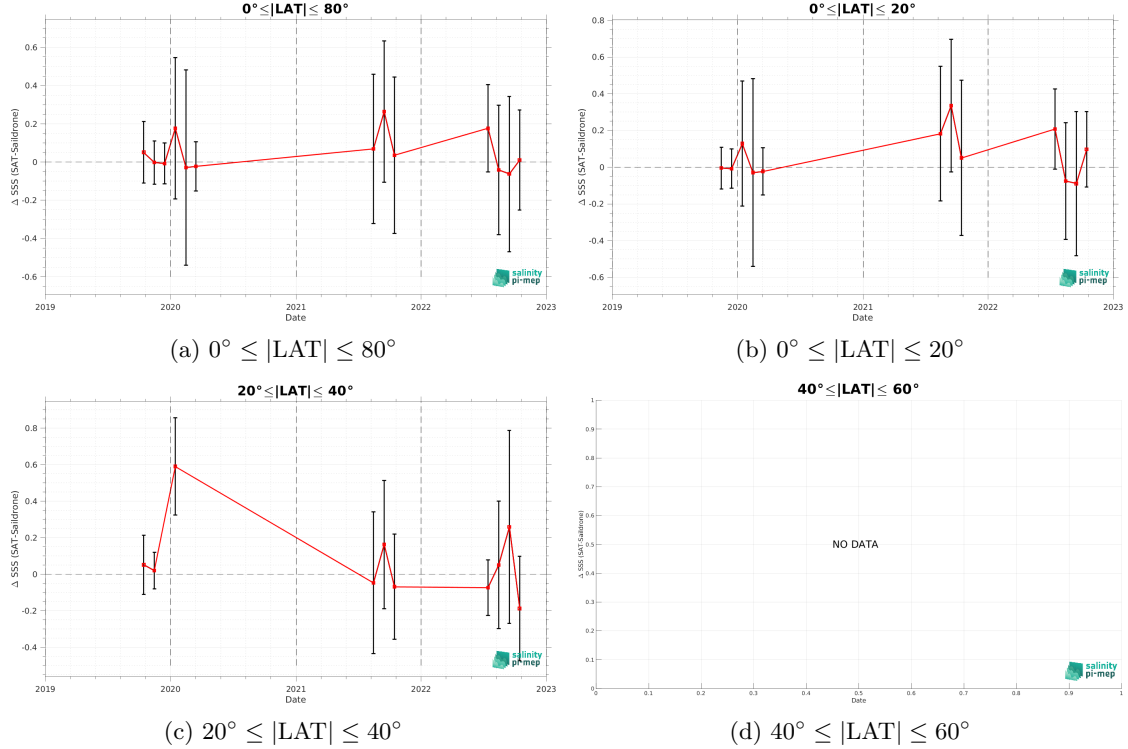 0°≤|LAT|≤ 80°
Δ SSS (SAT-Saildrone)
0.6
0.4
0.2
0
-0.2
-0.4
-0.6
2019
2020
2021
2022
2023
Date
salinity
pi-mep
(a) 0° ≤ |LAT| ≤ 80°
0°≤|LAT|≤ 20°
Δ SSS (SAT-Saildrone)
0.8
0.6
0.4
0.2
0
-0.2
-0.4
-0.6
2019
2020
2021
2022
2023
Date
salinity
pi-mep
(b) 0° ≤ |LAT| ≤ 20°
20°≤|LAT|≤ 40°
Δ SSS (SAT-Saildrone)
0.8
0.6
0.4
0.2
0
-0.2
-0.4
2019
2020
2021
2022
2023
Date
salinity
pi-mep
(c) 20° ≤ |LAT| ≤ 40°
40°≤|LAT|≤ 60°
Δ SSS (SAT-Saildrone)
1
0.9
0.8
0.7
0.6
0.5
0.4
0.3
0.2
0.1
0
NO DATA
0
0.1
0.2
0.3
0.4
0.5
0.6
0.7
0.8
0.9
1
Date
salinity
pi-mep
(d) 40° ≤ |LAT| ≤ 60°